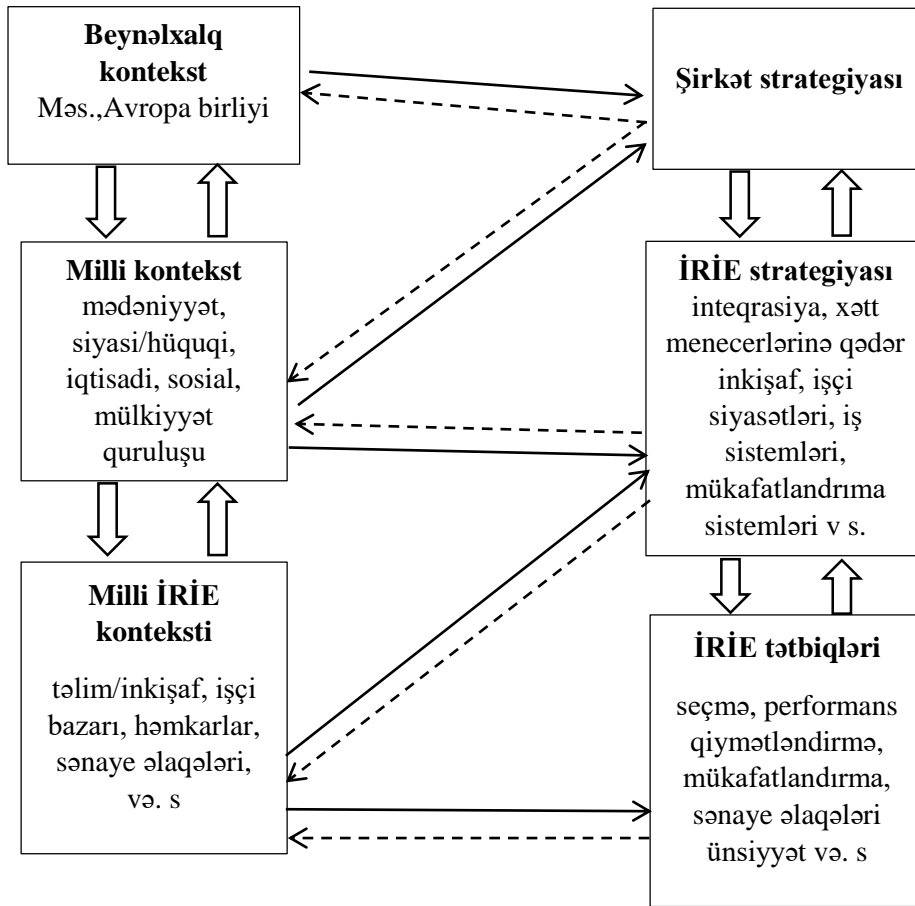 Beynəlxalq
kontekst
Məs.,Avropa birliyi
Şirkət strategiyası
Milli kontekst
mədəniyyət,
siyasi/hüquqi,
iqtisadi, sosial,
mülkiyyət
quruluşu
İRİE strategiyası
inteqrasiya, xətt
menecerlərinə qədər
inkişaf, işçi
siyasətləri, iş
sistemləri,
mükafatlandrıma
sistemləri v s.
Milli İRİE
konteksti
təlim/inkişaf, işçi
bazarı, həmkarlar,
sənaye əlaqələri,
və. s
İRİE tətbiqləri
seçmə, performans
qiymətləndirmə,
mükafatlandırma,
sənaye əlaqələri
ünsiyyət və. s